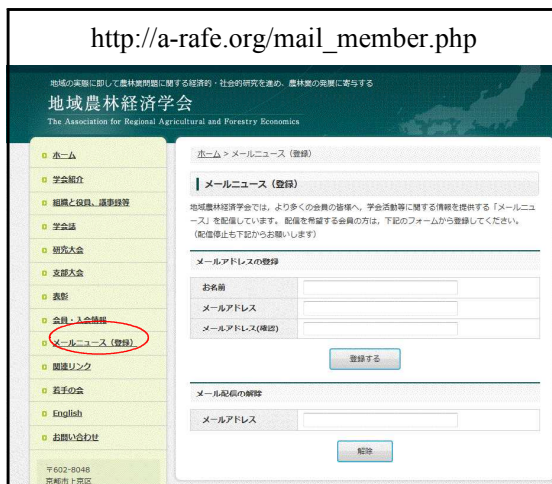 http://a-rafe.org/mail_member.php
地域の実際に即して農林業問題に関する経済的・社会的研究を進め、農林業の発展に寄与する
地域農林経済学会
The Association for Regional Agricultural and Forestry Economics
ホーム
学会紹介
組織と役員、議事録等
学会誌
研究大会
支部大会
表彰
会員・入会情報
メールニュース（登録）
関連リンク
若手の会
English
お問い合わせ
〒602-8048
京都市上京区
ホーム > メールニュース（登録）
メールニュース（登録）
地域農林経済学会では、より多くの会員の皆様へ、学会活動等に関する情報を提供する「メールニュ
ース」を配信しています。 配信を希望する会員の方は、下記のフォームから登録してください。
（配信停止も下記からお願いします）
メールアドレスの登録
お名前
メールアドレス
メールアドレス(確認)
登録する
メール配信の解除
メールアドレス
解除